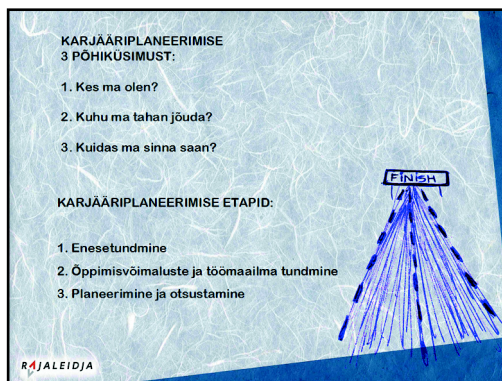 KARJÄÄRIPLANEERIMISE
3 PÕHIKÜSIMUST:
1. Kes ma olen?
2. Kuhu ma tahan jõuda?
3. Kuidas ma sinna saan?
FINISH
KARJÄÄRIPLANEERIMISE ETAPID:
1. Enesetundmine
2. Õppimisvõimaluste ja töömaailma tundmine
3. Planeerimine ja otsustamine
RAJALEIDJA